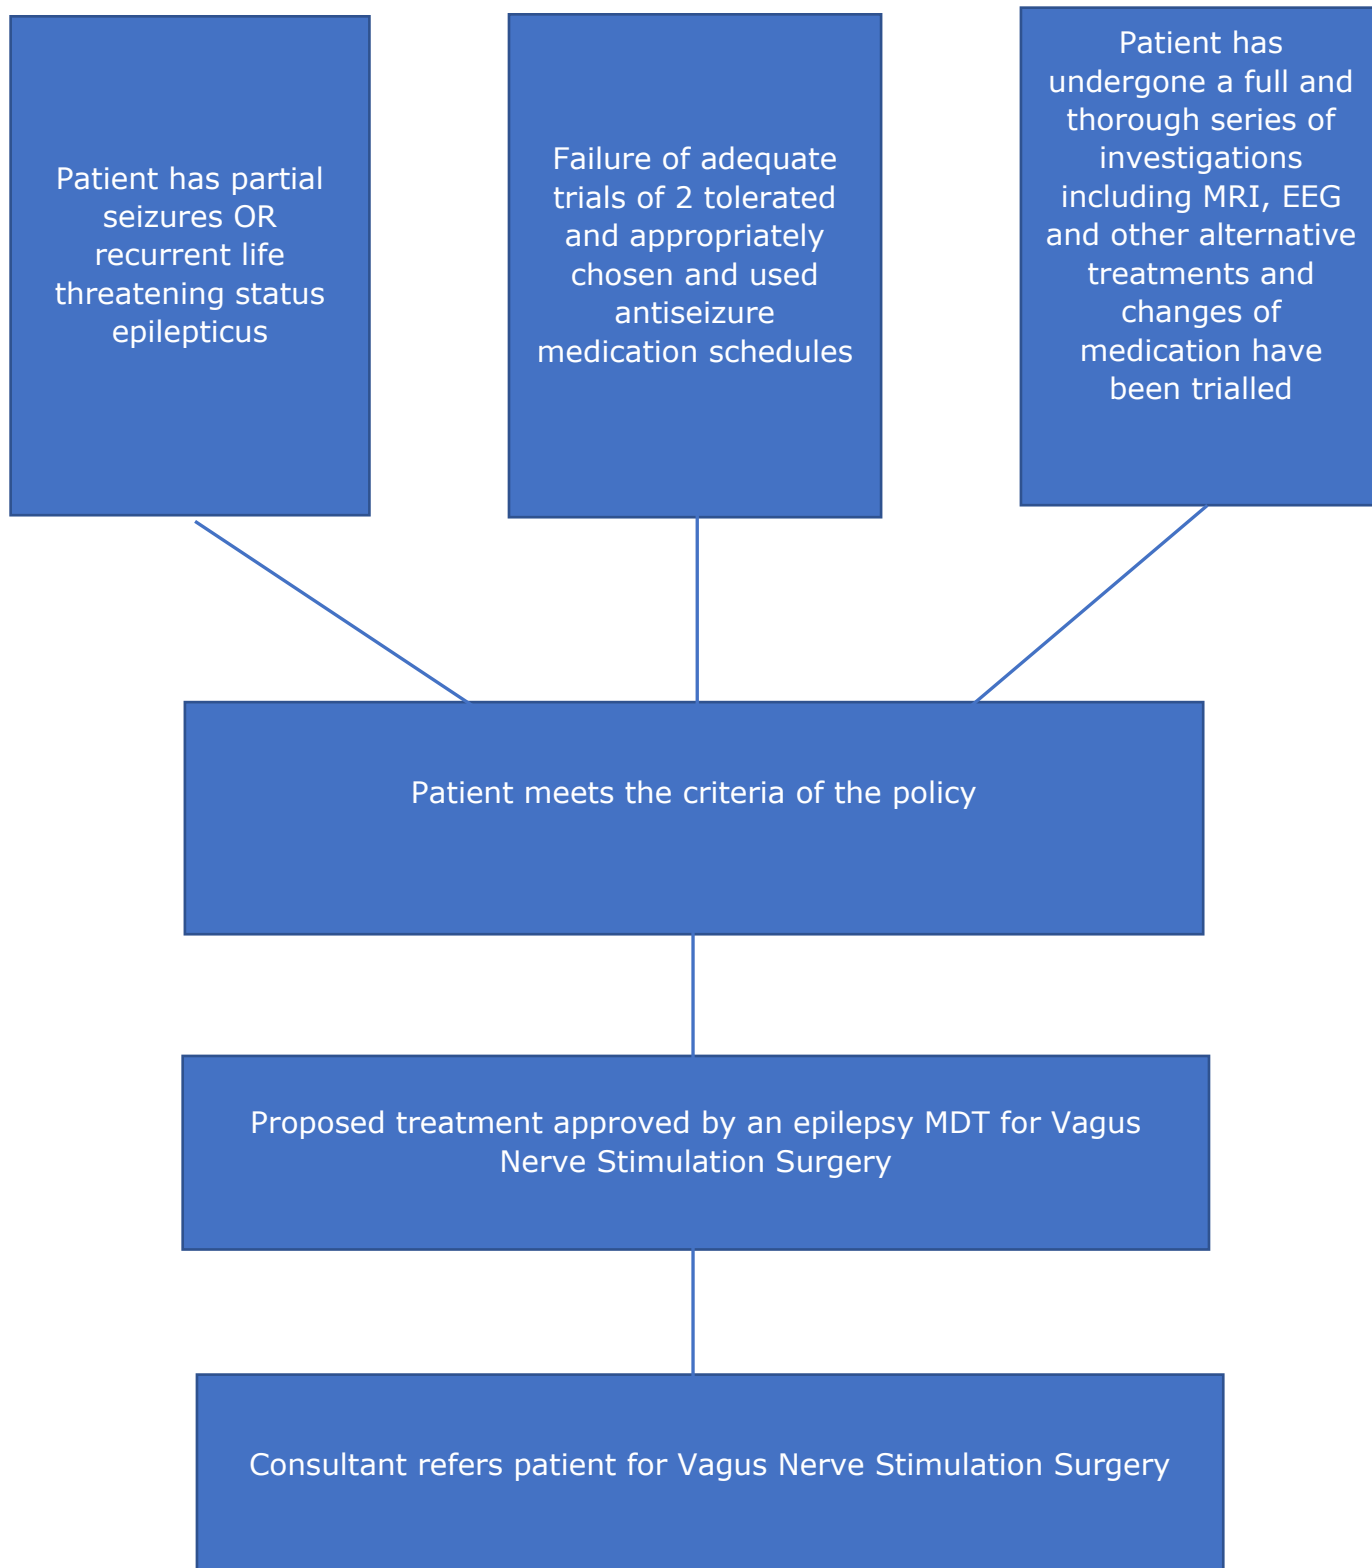 Patient has partial
seizures OR
recurrent life
threatening status
epilepticus
Failure of adequate
trials of 2 tolerated
and appropriately
chosen and used
antiseizure
medication schedules
Patient has
undergone a full and
thorough series of
investigations
including MRI, EEG
and other alternative
treatments and
changes of
medication have
been trialled
Patient meets the criteria of the policy
Proposed treatment approved by an epilepsy MDT for Vagus
Nerve Stimulation Surgery
Consultant refers patient for Vagus Nerve Stimulation Surgery